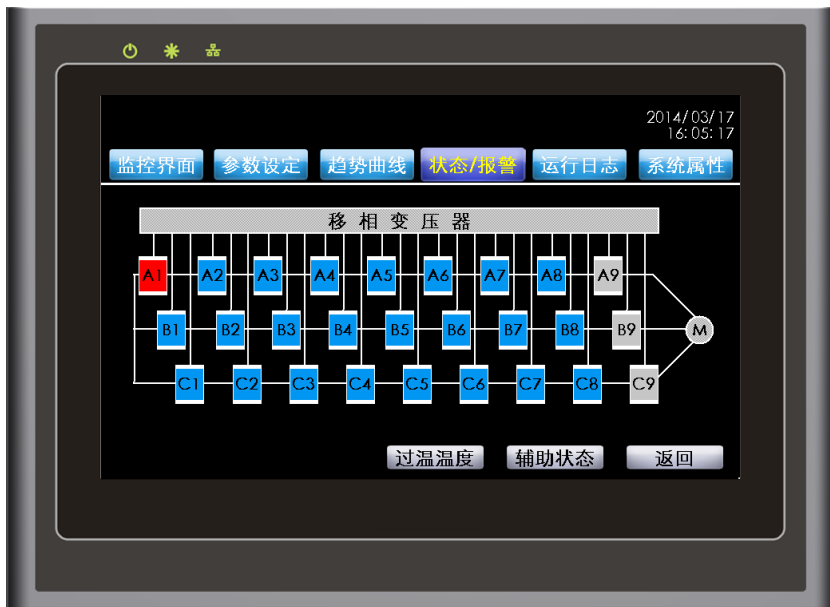 2014/03/17
16:05:17
监控界面 参数设定 趋势曲线 状态/报警 运行日志 系统属性
移相变压器
A1 A2 A3 A4 A5 A6 A7 A8 A9
B1 B2 B3 B4 B5 B6 B7 B8 B9 M
C1 C2 C3 C4 C5 C6 C7 C8 C9
过温温度 辅助状态 返回